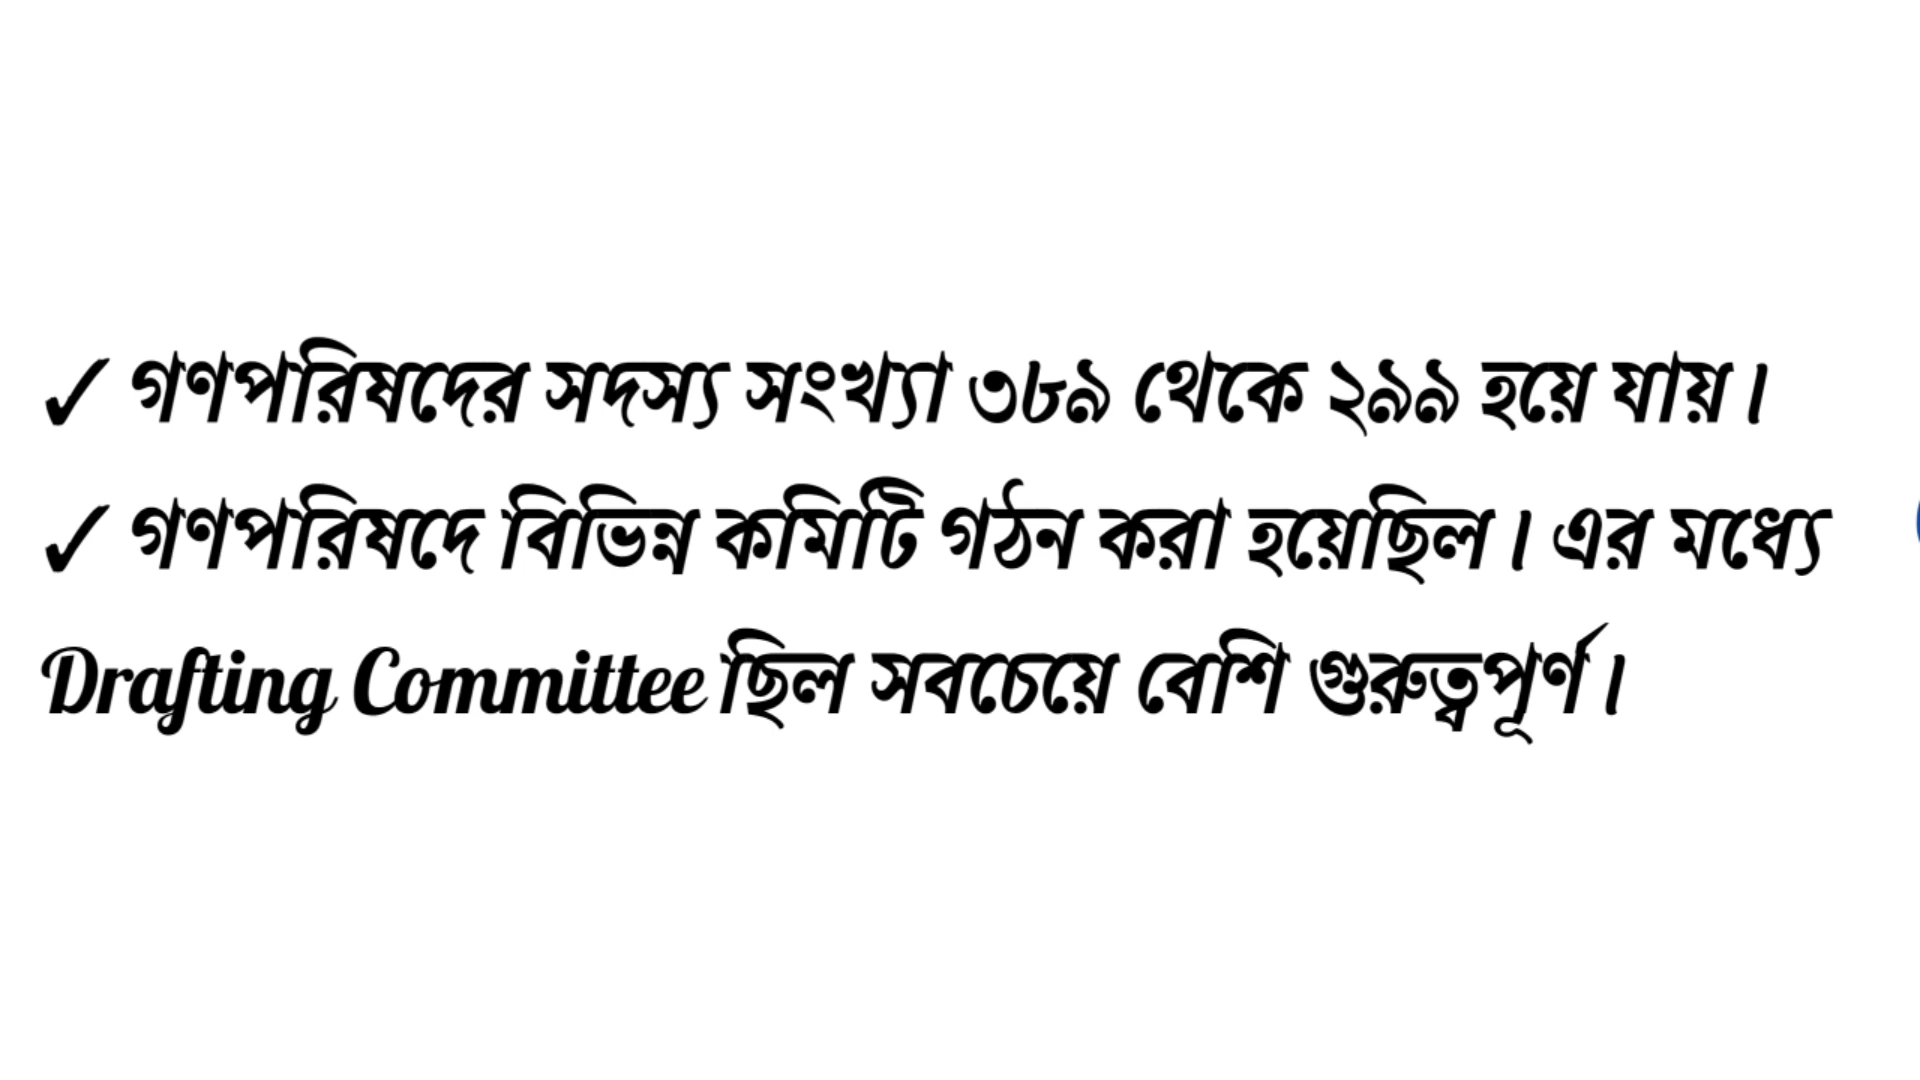 ✓ গণপরিষদের সদস্য সংখ্যা ৩৮৯ থেকে ২৯৯ হয়ে যায়।
✓ গণপরিষদে বিভিন্ন কমিটি গঠন করা হয়েছিল। এর মধ্যে
Drafting Committee ছিল সবচেয়ে বেশি গুরুত্বপূর্ণ।